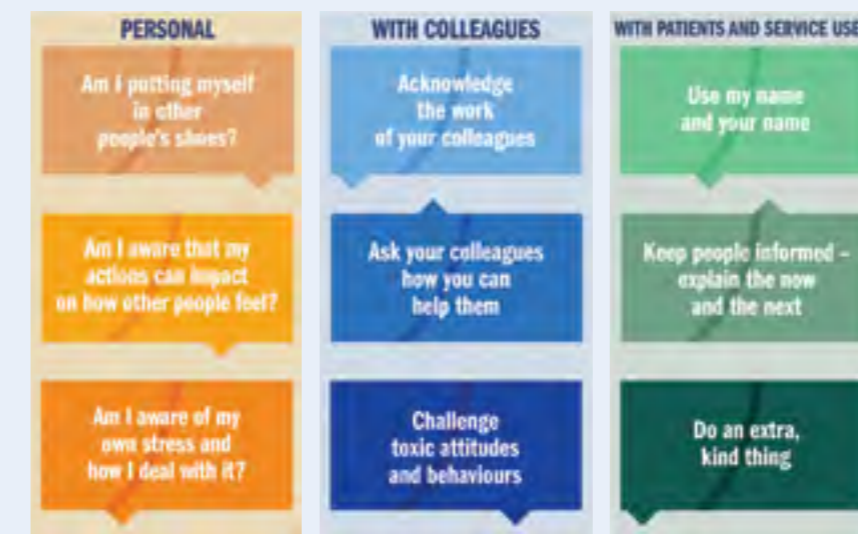 PERSONAL
Am I putting myself
in other
people's shoes?
Am I aware that my
actions can impact
on how other people feel?
Am I aware of my
own stress and
how I deal with it?
WITH COLLEAGUES
Acknowledge
the work
of your colleagues
Ask your colleagues
how you can
help them
Challenge
toxic attitudes
and behaviours
WITH PATIENTS AND SERVICE USE
Use my name
and your name
Keep people informed –
explain the now
and the next
Do an extra,
kind thing